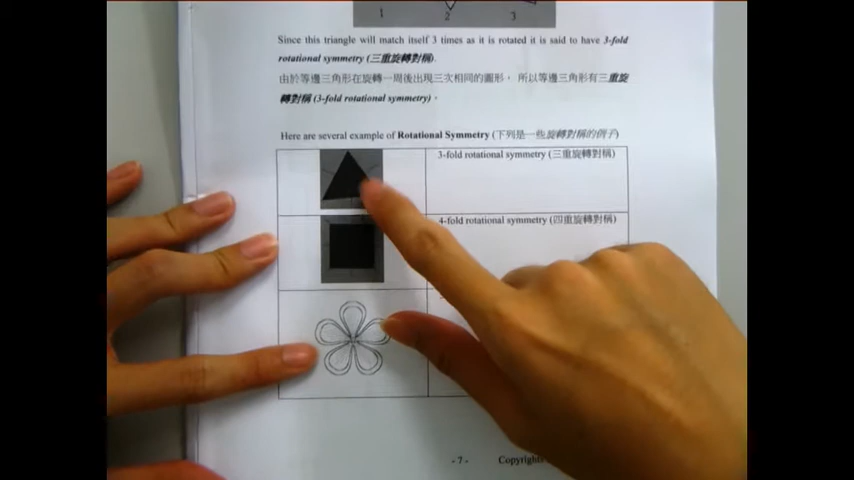 1 2 3
Since this triangle will match itself 3 times as it is rotated it is said to have 3-fold
rotational symmetry (三重旋轉對稱).
由於等邊三角形在旋轉一周後出現三次相同的圖形， 所以等邊三角形有三重旋
轉對稱 (3-fold rotational symmetry)。
Here are several example of Rotational Symmetry (下列是一些旋轉對稱的例子)
3-fold rotational symmetry (三重旋轉對稱)
4-fold rotational symmetry (四重旋轉對稱)
- 7 - Copyright